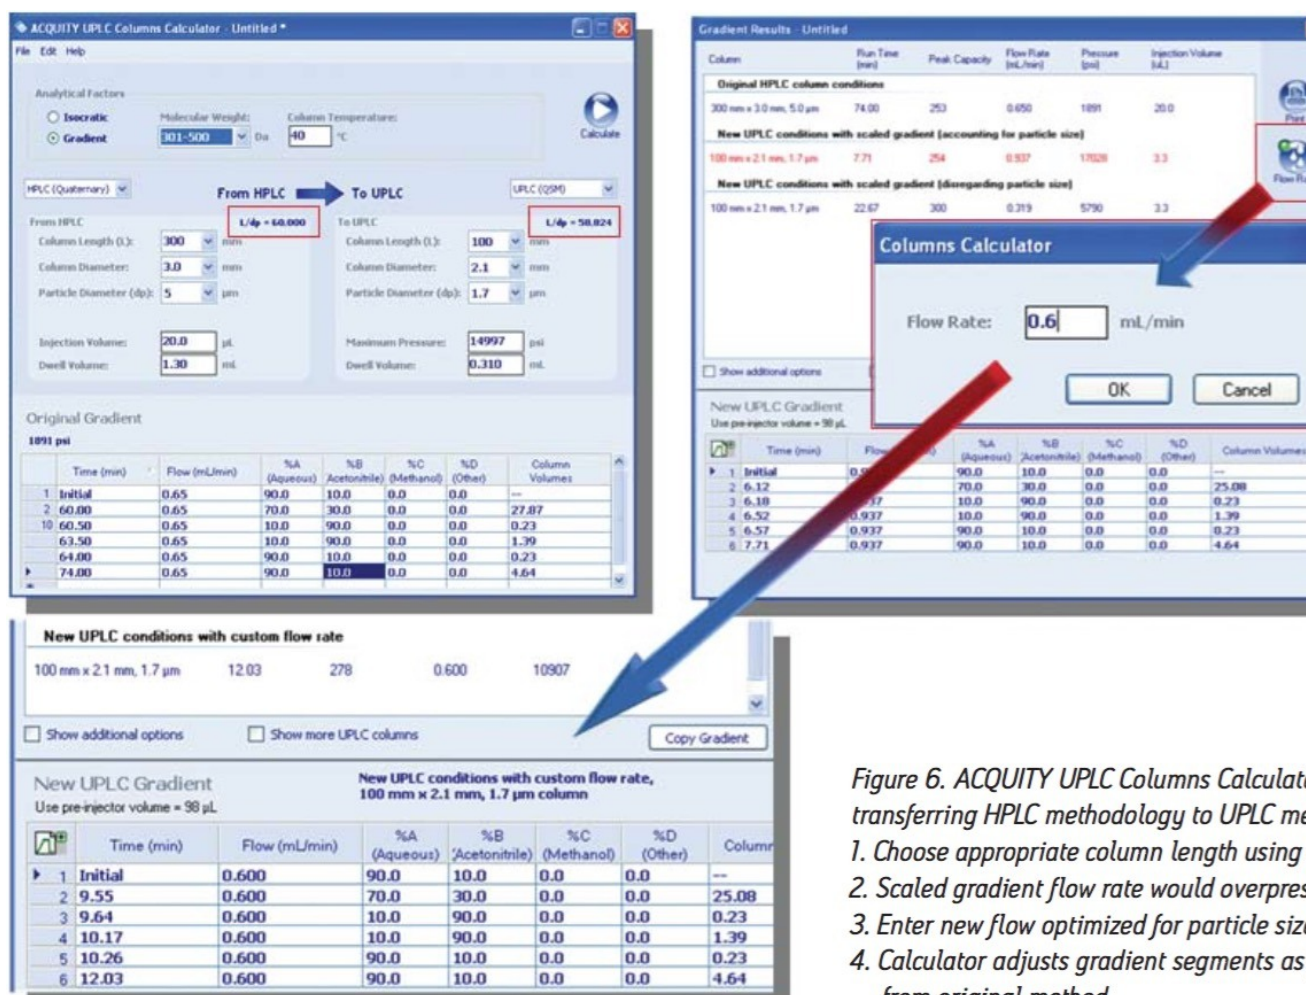 ACQUITY UPLC Columns Calculator - Untitled *
File Edit Help
Analytical Factors
Isocratic
Gradient
Molecular Weight:
301-500 Da
Column Temperature:
40 °C
Calculate
HPLC (Quaternary)
From HPLC To UPLC
UPLC (QSM)
From HPLC
L/dp = 60.000
Column Length (L): 300 mm
Column Diameter: 3.0 mm
Particle Diameter (dp): 5 µm
Injection Volume: 20.0 µL
Dwell Volume: 1.30 mL
To UPLC
L/dp = 58.824
Column Length (L): 100 mm
Column Diameter: 2.1 mm
Particle Diameter (dp): 1.7 µm
Maximum Pressure: 14997 psi
Dwell Volume: 0.310 mL
Original Gradient
1891 psi
Time (min) Flow (mL/min) %A (Aqueous) %B (Acetonitrile) %C (Methanol) %D (Other) Column Volumes
1 Initial 0.65 90.0 10.0 0.0 0.0 --
2 60.00 0.65 70.0 30.0 0.0 0.0 27.87
10 60.50 0.65 10.0 90.0 0.0 0.0 0.23
63.50 0.65 10.0 90.0 0.0 0.0 1.39
64.00 0.65 90.0 10.0 0.0 0.0 0.23
74.00 0.65 90.0 10.0 0.0 0.0 4.64
Gradient Results - Untitled
Column Run Time (min) Peak Capacity Flow Rate (mL/min) Pressure (psi) Injection Volume (uL)
Original HPLC column conditions
300 mm x 3.0 mm, 5.0 µm 74.00 253 0.650 1891 20.0
New UPLC conditions with scaled gradient (accounting for particle size)
100 mm x 2.1 mm, 1.7 µm 7.71 254 0.937 17028 3.3
New UPLC conditions with scaled gradient (disregarding particle size)
100 mm x 2.1 mm, 1.7 µm 22.67 300 0.319 5790 3.3
Print
Flow Ra
Columns Calculator
Flow Rate: 0.6 mL/min
OK Cancel
Show additional options
New UPLC Gradient
Use pre-injector volume = 98 µL
Time (min) Flow %A (Aqueous) %B (Acetonitrile) %C (Methanol) %D (Other) Column Volumes
1 Initial 90.0 10.0 0.0 0.0 --
2 6.12 70.0 30.0 0.0 0.0 25.08
3 6.18 10.0 90.0 0.0 0.0 0.23
4 6.52 0.937 10.0 90.0 0.0 0.0 1.39
5 6.57 0.937 90.0 10.0 0.0 0.0 0.23
6 7.71 0.937 90.0 10.0 0.0 0.0 4.64
New UPLC conditions with custom flow rate
100 mm x 2.1 mm, 1.7 µm 12.03 278 0.600 10907
Show additional options Show more UPLC columns Copy Gradient
New UPLC Gradient
Use pre-injector volume = 98 µL
New UPLC conditions with custom flow rate,
100 mm x 2.1 mm, 1.7 µm column
Time (min) Flow (mL/min) %A (Aqueous) %B (Acetonitrile) %C (Methanol) %D (Other) Column
1 Initial 0.600 90.0 10.0 0.0 0.0 --
2 9.55 0.600 70.0 30.0 0.0 0.0 25.08
3 9.64 0.600 10.0 90.0 0.0 0.0 0.23
4 10.17 0.600 10.0 90.0 0.0 0.0 1.39
5 10.26 0.600 90.0 10.0 0.0 0.0 0.23
6 12.03 0.600 90.0 10.0 0.0 0.0 4.64
Figure 6. ACQUITY UPLC Columns Calculato
transferring HPLC methodology to UPLC me
1. Choose appropriate column length using
2. Scaled gradient flow rate would overpres
3. Enter new flow optimized for particle siz
4. Calculator adjusts gradient segments as
from original method